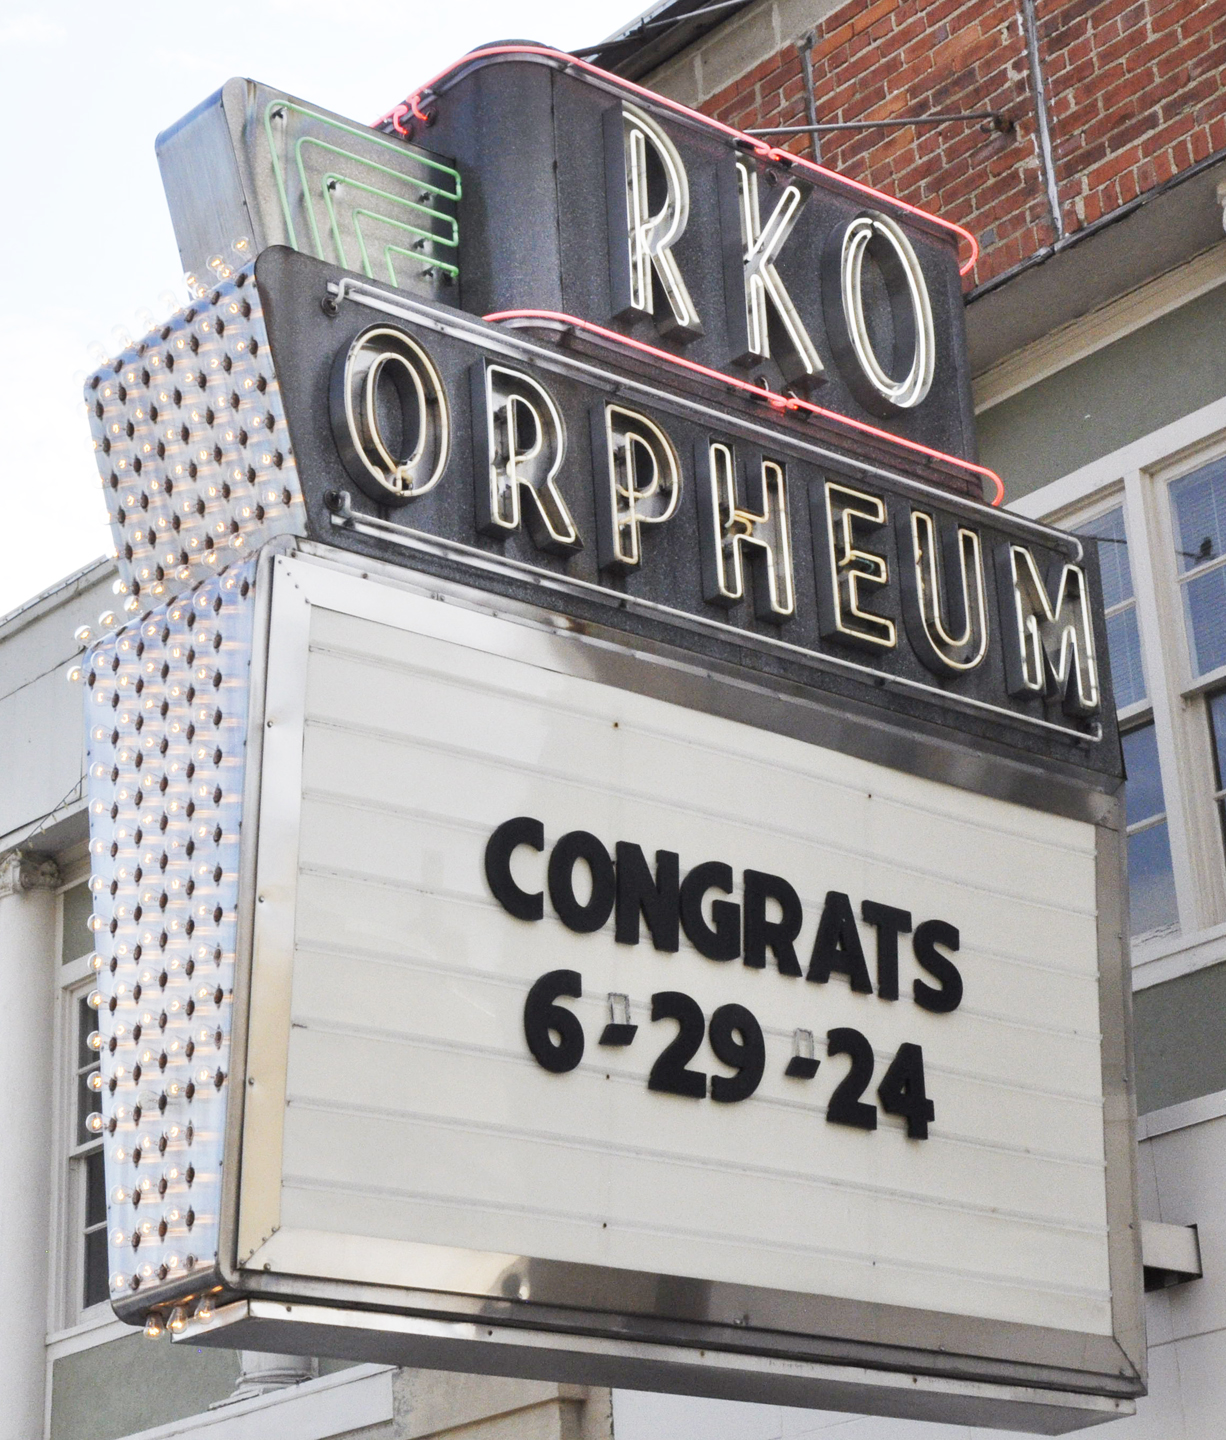 RKO
ORPHEUM
CONGRATS
6-29-24